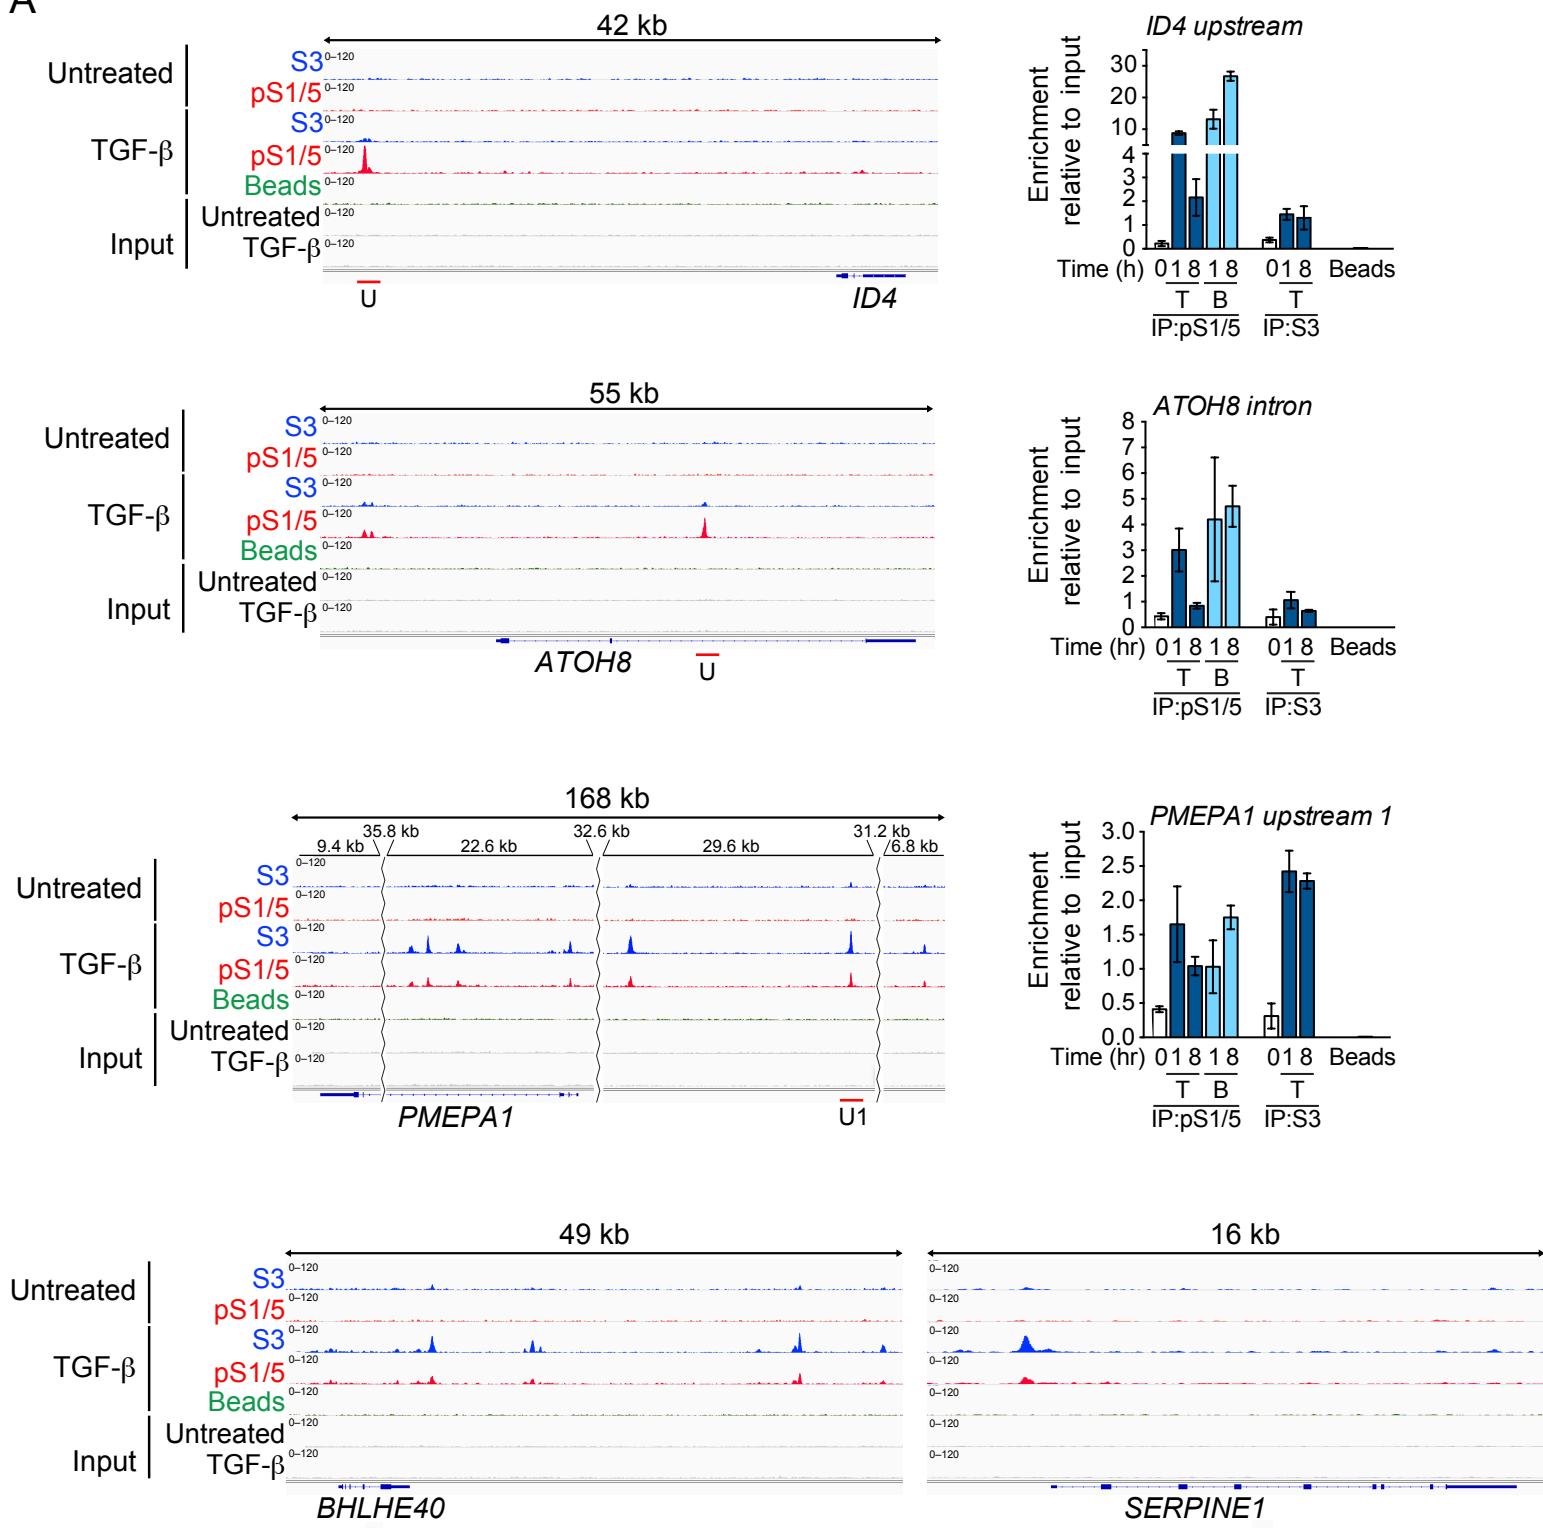 A
42 kb
Untreated
S3 0–120
pS1/5 0–120
TGF-β
S3 0–120
pS1/5 0–120
Beads 0–120
Input
Untreated 0–120
TGF-β 0–120
U
ID4
ID4 upstream
Enrichment
relative to input
30
20
10
4
3
2
1
0
Time (h) 0 1 8 1 8 0 1 8 Beads
T B T
IP:pS1/5 IP:S3
55 kb
Untreated
S3 0–120
pS1/5 0–120
TGF-β
S3 0–120
pS1/5 0–120
Beads 0–120
Input
Untreated 0–120
TGF-β 0–120
ATOH8
U
ATOH8 intron
Enrichment
relative to input
8
7
6
5
4
3
2
1
0
Time (hr) 0 1 8 1 8 0 1 8 Beads
T B T
IP:pS1/5 IP:S3
168 kb
35.8 kb 32.6 kb 31.2 kb
9.4 kb 22.6 kb 29.6 kb 6.8 kb
Untreated
S3 0–120
pS1/5 0–120
TGF-β
S3 0–120
pS1/5 0–120
Beads 0–120
Input
Untreated 0–120
TGF-β 0–120
PMEPA1
U1
PMEPA1 upstream 1
Enrichment
relative to input
3.0
2.5
2.0
1.5
1.0
0.5
0.0
Time (hr) 0 1 8 1 8 0 1 8 Beads
T B T
IP:pS1/5 IP:S3
49 kb 16 kb
Untreated
S3 0–120 0–120
pS1/5 0–120 0–120
TGF-β
S3 0–120 0–120
pS1/5 0–120 0–120
Beads 0–120 0–120
Input
Untreated 0–120 0–120
TGF-β 0–120 0–120
BHLHE40 SERPINE1